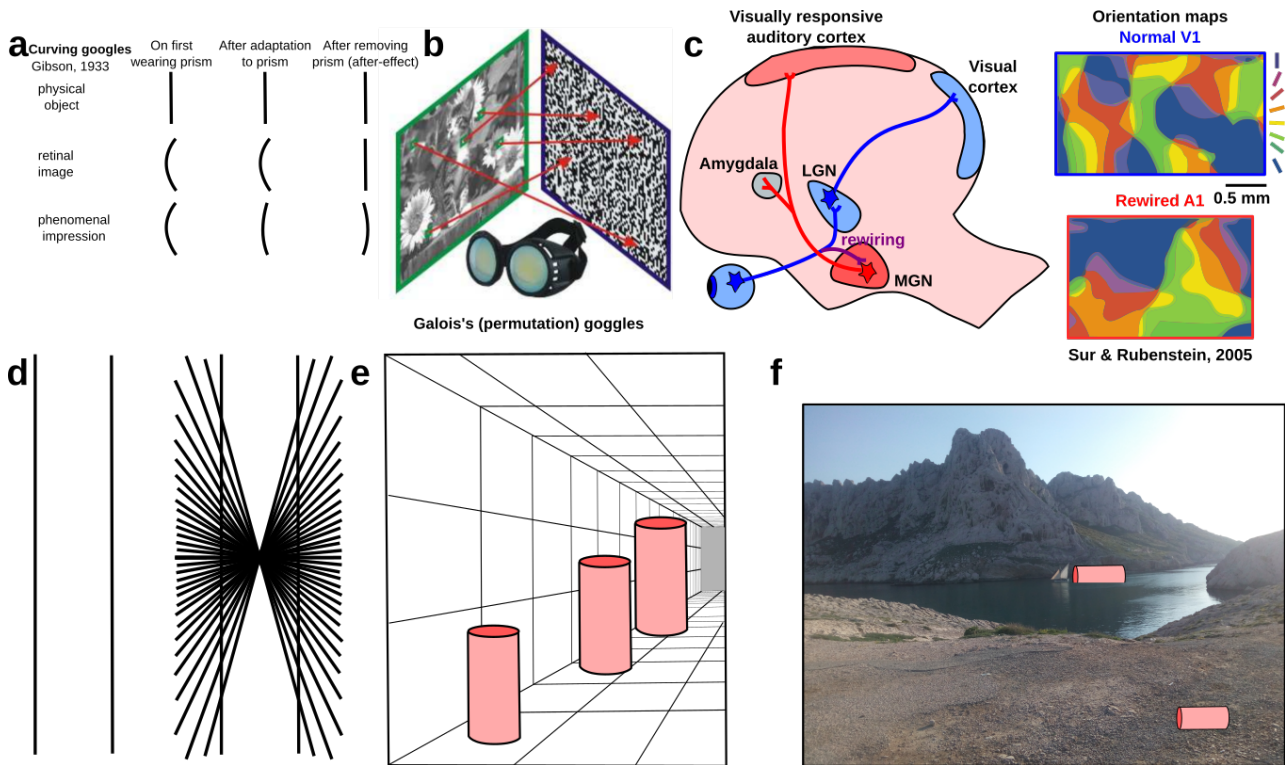 a
Curving googles
Gibson, 1933
On first
wearing prism
After adaptation
to prism
After removing
prism (after-effect)
physical
object
retinal
image
phenomenal
impression
b
Galois's (permutation) goggles
c
Visually responsive
auditory cortex
Visual
cortex
Amygdala
LGN
rewiring
MGN
Orientation maps
Normal V1
0.5 mm
Rewired A1
Sur & Rubenstein, 2005
d
e
f